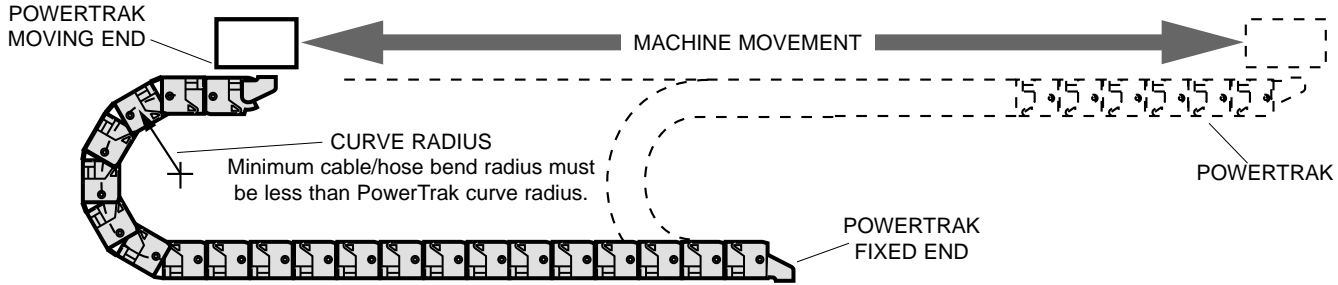 POWERTRAK
MOVING END
MACHINE MOVEMENT
CURVE RADIUS
Minimum cable/hose bend radius must
be less than PowerTrak curve radius.
POWERTRAK
POWERTRAK
FIXED END